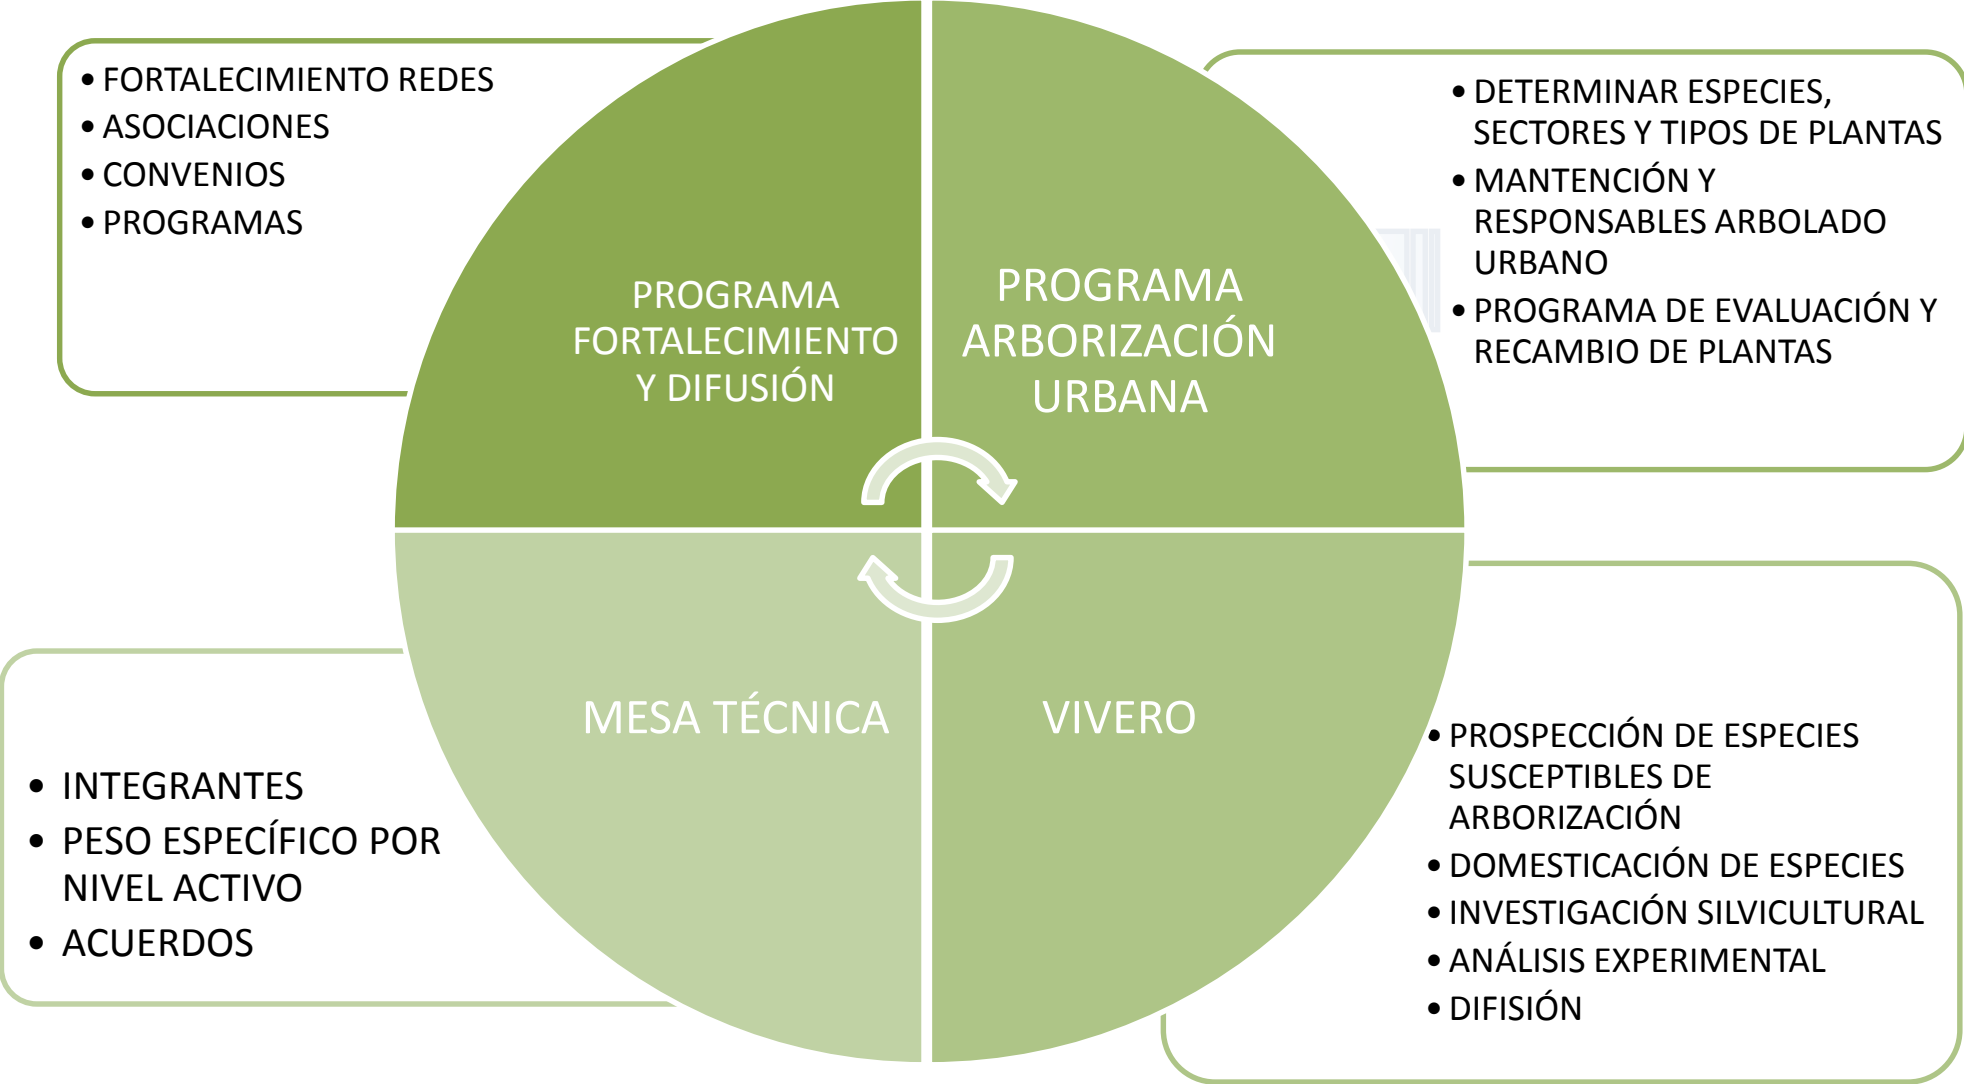 • FORTALECIMIENTO REDES
• ASOCIACIONES
• CONVENIOS
• PROGRAMAS
PROGRAMA
FORTALECIMIENTO
Y DIFUSIÓN
PROGRAMA
ARBORIZACIÓN
URBANA
• DETERMINAR ESPECIES,
SECTORES Y TIPOS DE PLANTAS
• MANTENCIÓN Y
RESPONSABLES ARBOLADO
URBANO
• PROGRAMA DE EVALUACIÓN Y
RECAMBIO DE PLANTAS
MESA TÉCNICA
• INTEGRANTES
• PESO ESPECÍFICO POR
NIVEL ACTIVO
• ACUERDOS
VIVERO
• PROSPECCIÓN DE ESPECIES
SUSCEPTIBLES DE
ARBORIZACIÓN
• DOMESTICACIÓN DE ESPECIES
• INVESTIGACIÓN SILVICULTURAL
• ANÁLISIS EXPERIMENTAL
• DIFISIÓN